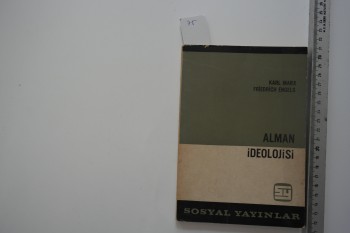 KARL MARX
FRIEDRICH ENGELS
ALMAN
İDEOLOJİSİ
SOSYAL YAYINLAR